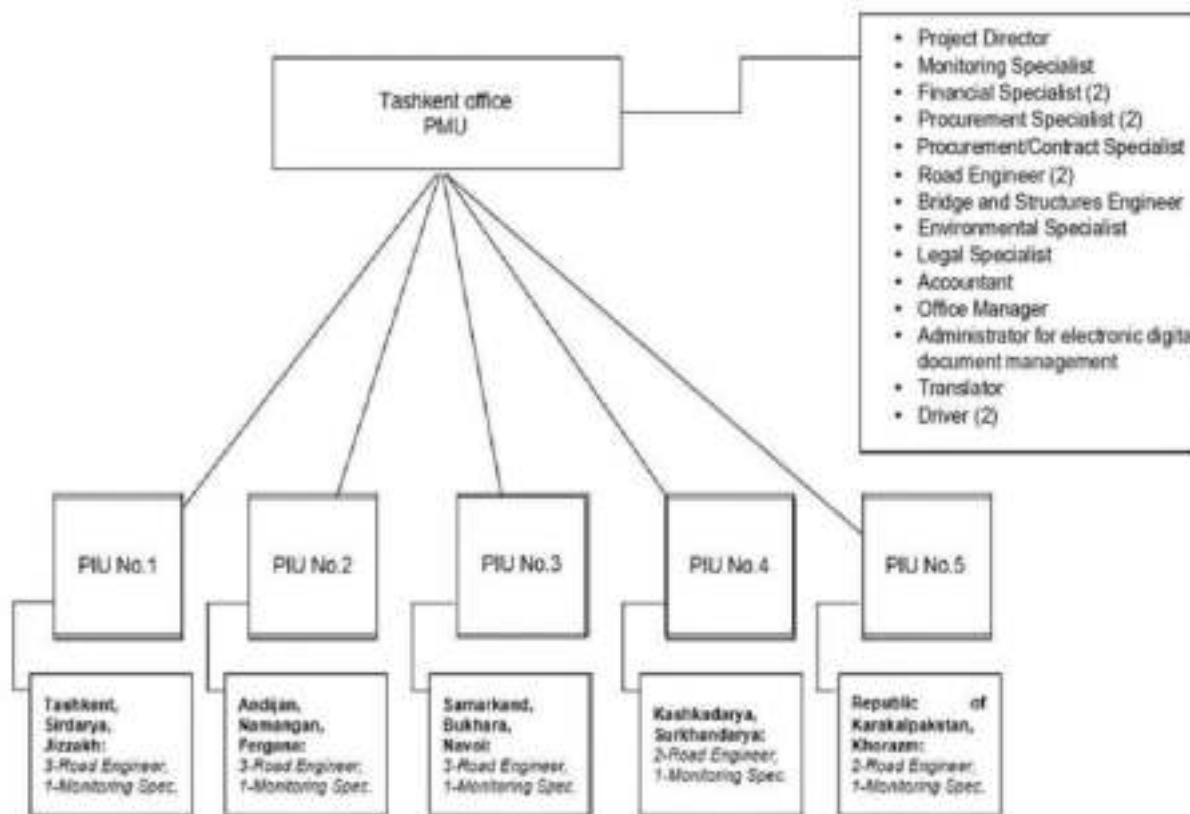 Tashkent office
PMU
• Project Director
• Monitoring Specialist
• Financial Specialist (2)
• Procurement Specialist (2)
• Procurement/Contract Specialist
• Road Engineer (2)
• Bridge and Structures Engineer
• Environmental Specialist
• Legal Specialist
• Accountant
• Office Manager
• Administrator for electronic digita
document management
• Translator
• Driver (2)
PIU No.1
PIU No.2
PIU No.3
PIU No.4
PIU No.5
Tashkent,
Sirdarya,
Jizzakh:
3-Road Engineer,
1-Monitoring Spec.
Andijan,
Namangan,
Fergana:
3-Road Engineer,
1-Monitoring Spec.
Samarkand,
Bukhara,
Navoi:
3-Road Engineer,
1-Monitoring Spec.
Kashkadarya,
Surkhandarya:
2-Road Engineer,
1-Monitoring Spec.
Republic of
Karakalpakstan,
Khorazm:
2-Road Engineer,
1-Monitoring Spec.